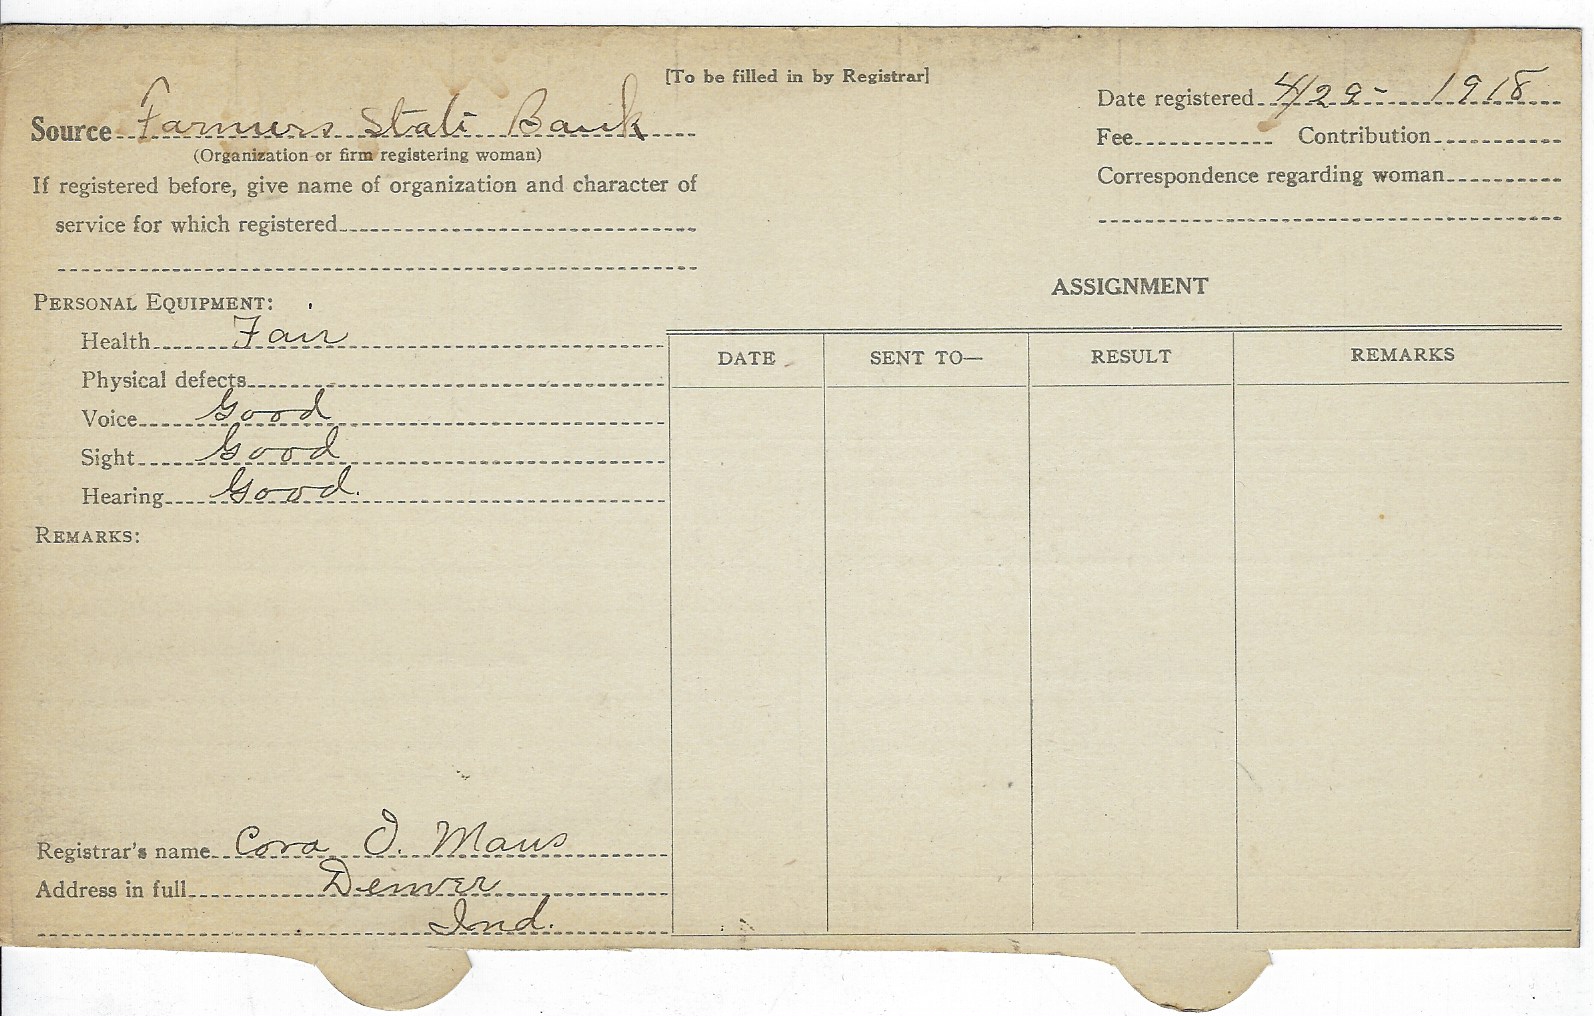 [To be filled in by Registrar]
Source Farmers State Bank
(Organization or firm registering woman)
If registered before, give name of organization and character of
service for which registered
Date registered 4/29- 1918
Fee Contribution
Correspondence regarding woman
PERSONAL EQUIPMENT:
Health Fair
Physical defects
Voice Good
Sight Good
Hearing Good.
REMARKS:
Registrar's name Cora O. Maus
Address in full Denver
Ind.
ASSIGNMENT
DATE SENT TO— RESULT REMARKS